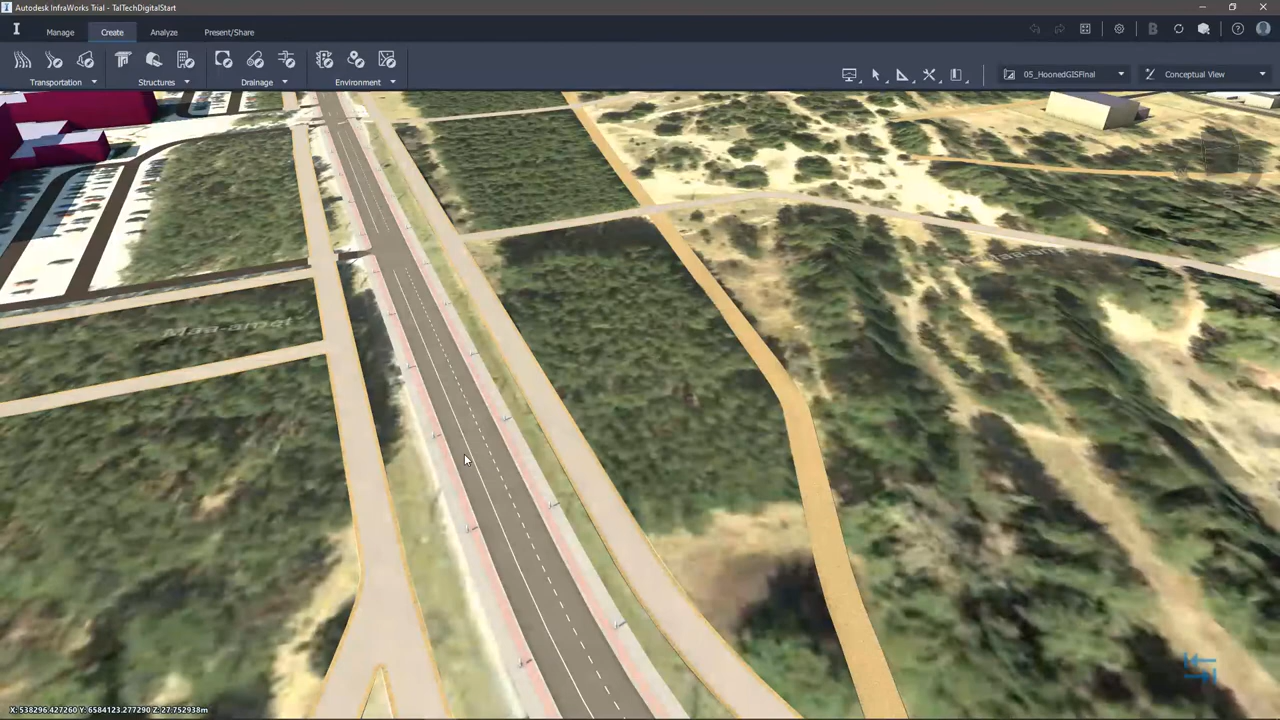 Autodesk InfraWorks Trial - TalTechDigitalStart
Manage Create Analyze Present/Share
Transportation Structures Drainage Environment
05_HoonedGISFinal Conceptual View
Maa-amet
X: 538296.427260 Y: 6584123.277290 Z: 27.752938m